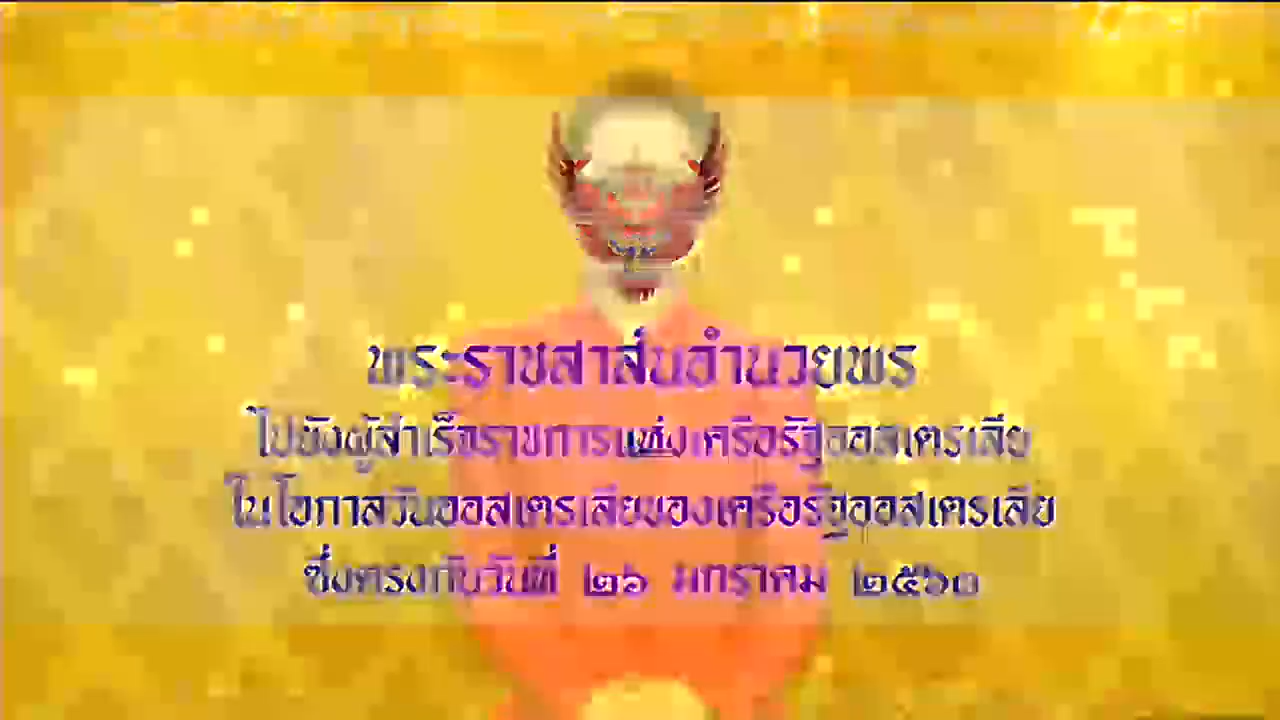 พระราชสาส์นอำนวยพร
ไปยังผู้สำเร็จราชการแห่งเครือรัฐออสเตรเลีย
ในโอกาสวันออสเตรเลียของเครือรัฐออสเตรเลีย
ซึ่งตรงกับวันที่ ๒๖ มกราคม ๒๕๖๓